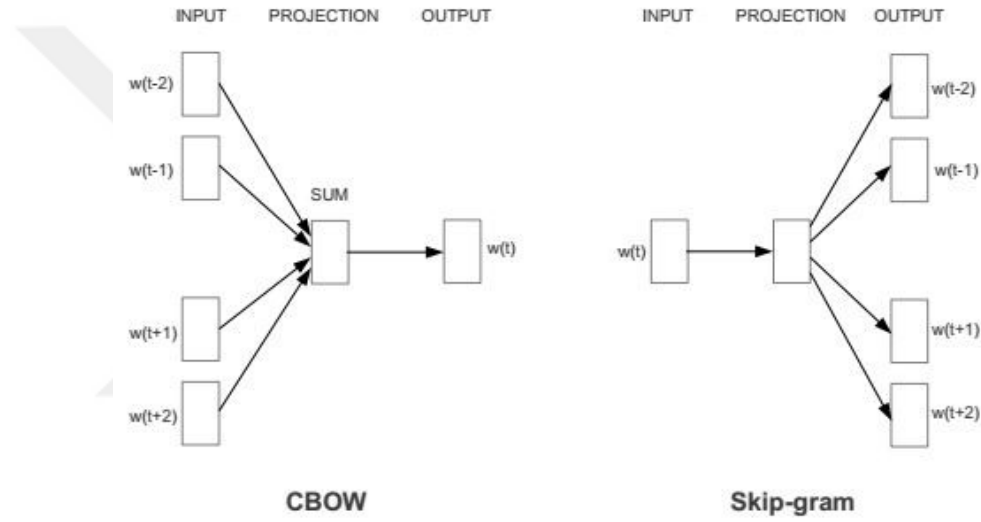 INPUT PROJECTION OUTPUT
w(t-2)
w(t-1)
SUM
w(t)
w(t+1)
w(t+2)
CBOW
INPUT PROJECTION OUTPUT
w(t-2)
w(t-1)
w(t)
w(t+1)
w(t+2)
Skip-gram